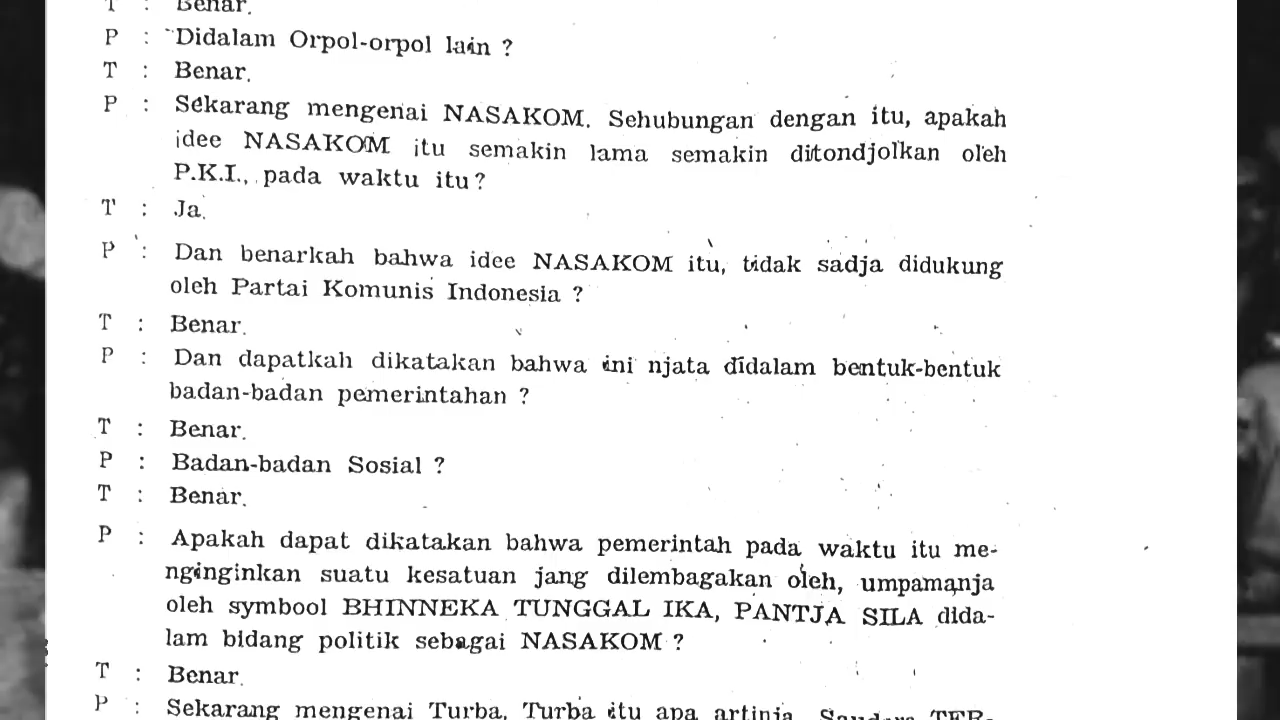 T : Benar.
P : Didalam Orpol-orpol lain ?
T : Benar.
P : Sekarang mengenai NASAKOM. Sehubungan dengan itu, apakah
idee NASAKOM itu semakin lama semakin ditondjolkan oleh
P.K.I., pada waktu itu?
T : Ja.
P : Dan benarkah bahwa idee NASAKOM itu, tidak sadja didukung
oleh Partai Komunis Indonesia ?
T : Benar.
P : Dan dapatkah dikatakan bahwa ini njata didalam bentuk-bentuk
badan-badan pemerintahan ?
T : Benar.
P : Badan-badan Sosial ?
T : Benar.
P : Apakah dapat dikatakan bahwa pemerintah pada waktu itu me-
nginginkan suatu kesatuan jang dilembagakan oleh, umpamanja
oleh symbool BHINNEKA TUNGGAL IKA, PANTJA SILA dida-
lam bidang politik sebagai NASAKOM ?
T : Benar.
P : Sekarang mengenai Turba, Turba itu apa artinja, Saudara TER-